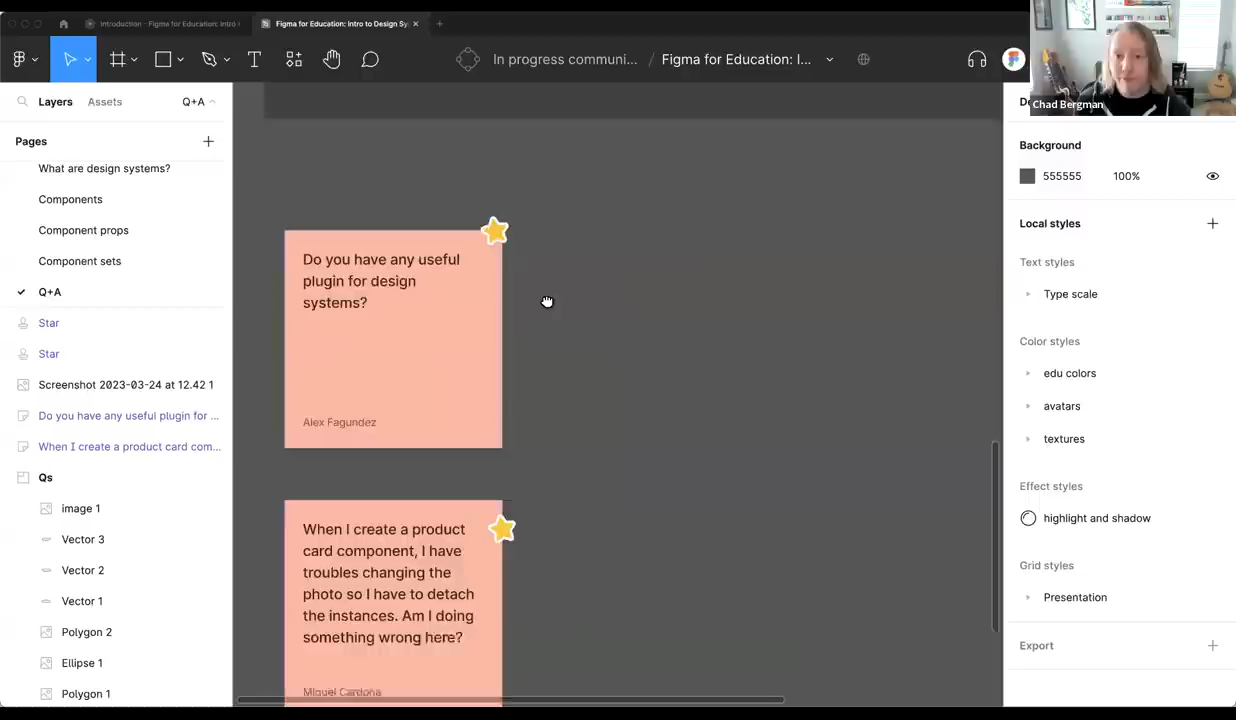 Introduction - Figma for Education: Intro t
Figma for Education: Intro to Design Sy
In progress communi... / Figma for Education: I...
Chad Bergman
Layers
Assets
Q+A
Pages
What are design systems?
Components
Component props
Component sets
Q+A
Star
Star
Screenshot 2023-03-24 at 12.42 1
Do you have any useful plugin for ...
When I create a product card com...
Qs
image 1
Vector 3
Vector 2
Vector 1
Polygon 2
Ellipse 1
Polygon 1
Do you have any useful
plugin for design
systems?
Alex Fagundez
When I create a product
card component, I have
troubles changing the
photo so I have to detach
the instances. Am I doing
something wrong here?
Miguel Cardona
Background
555555 100%
Local styles
Text styles
Type scale
Color styles
edu colors
avatars
textures
Effect styles
highlight and shadow
Grid styles
Presentation
Export